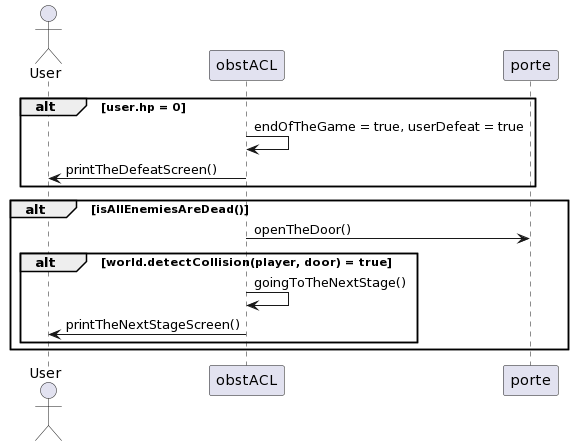 User
obstACL
porte
alt [user.hp = 0]
endOfTheGame = true, userDefeat = true
printTheDefeatScreen()
alt [isAllEnemiesAreDead()]
openTheDoor()
alt [world.detectCollision(player, door) = true]
goingToTheNextStage()
printTheNextStageScreen()
User
obstACL
porte